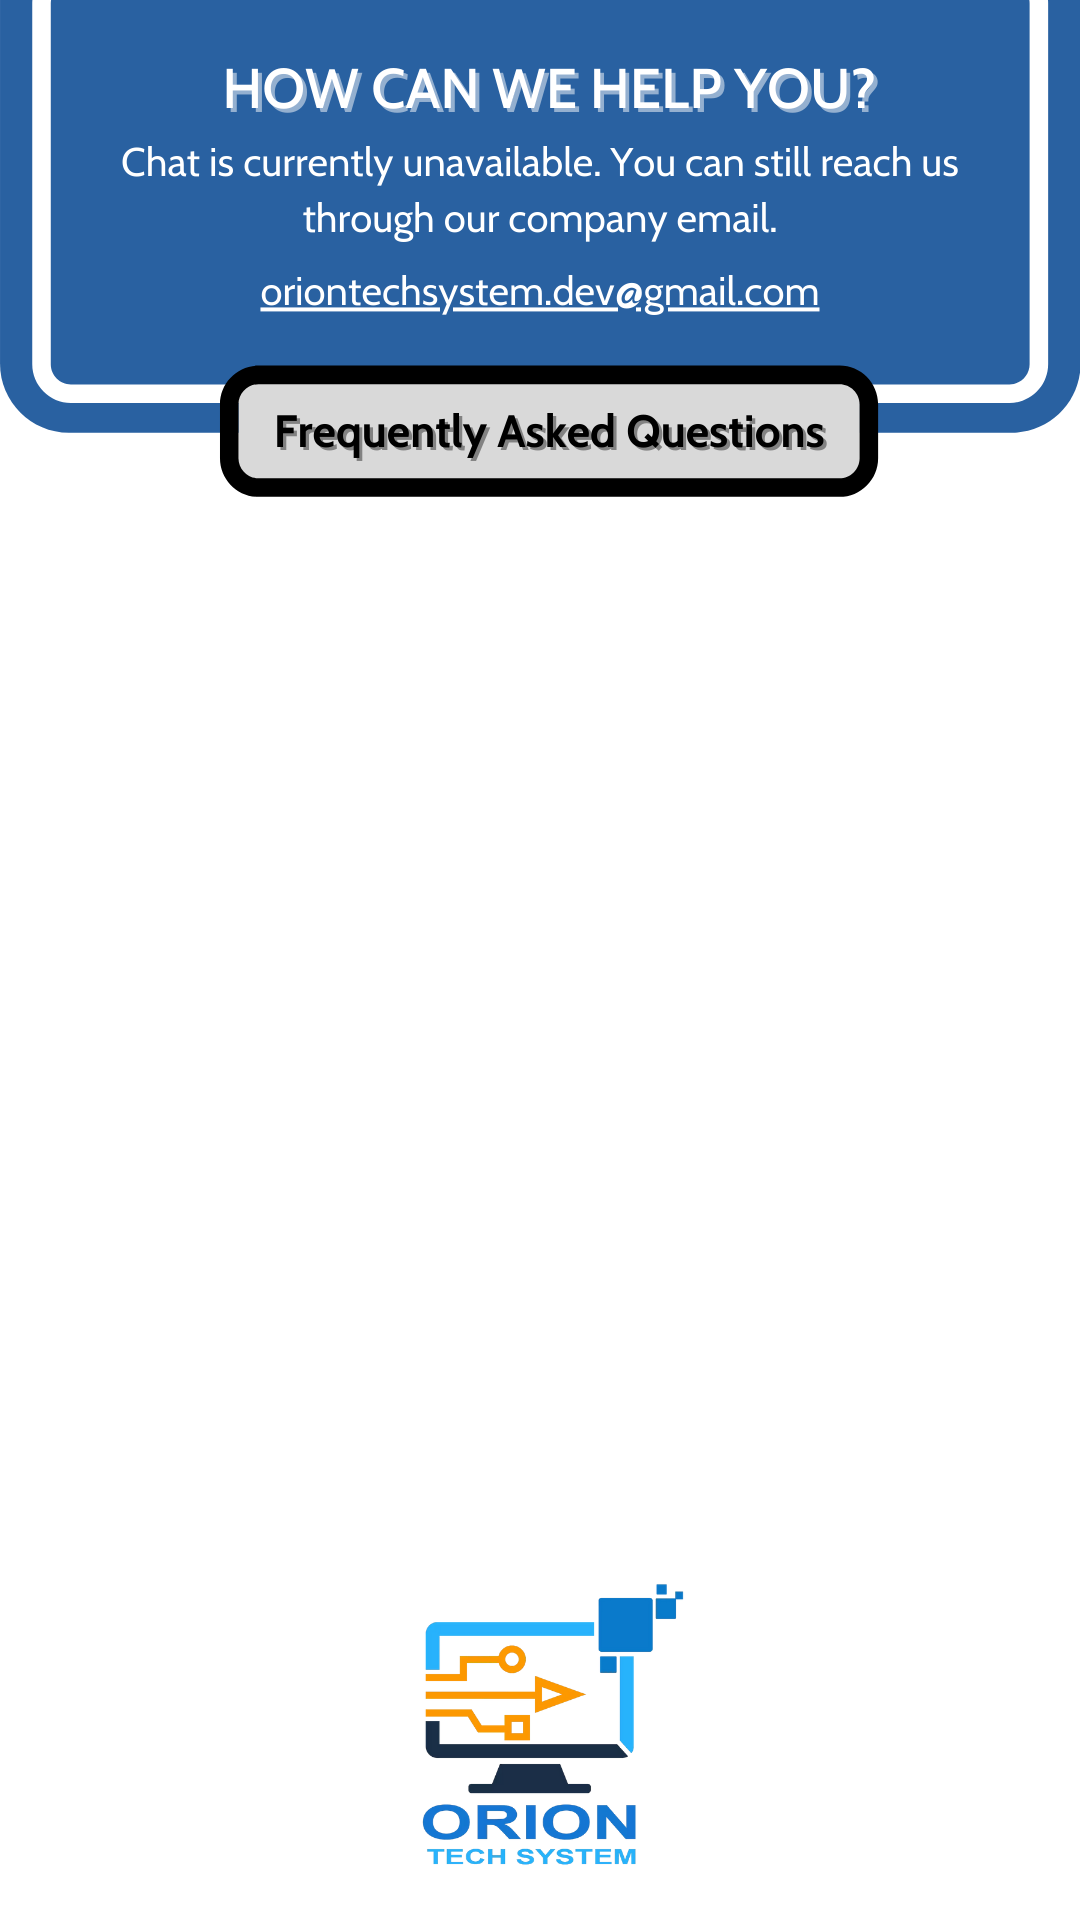 HOW CAN WE HELP YOU?
Chat is currently unavailable. You can still reach us
through our company email.
oriontechsystem.dev@gmail.com
Frequently Asked Questions
ORION
TECH SYSTEM